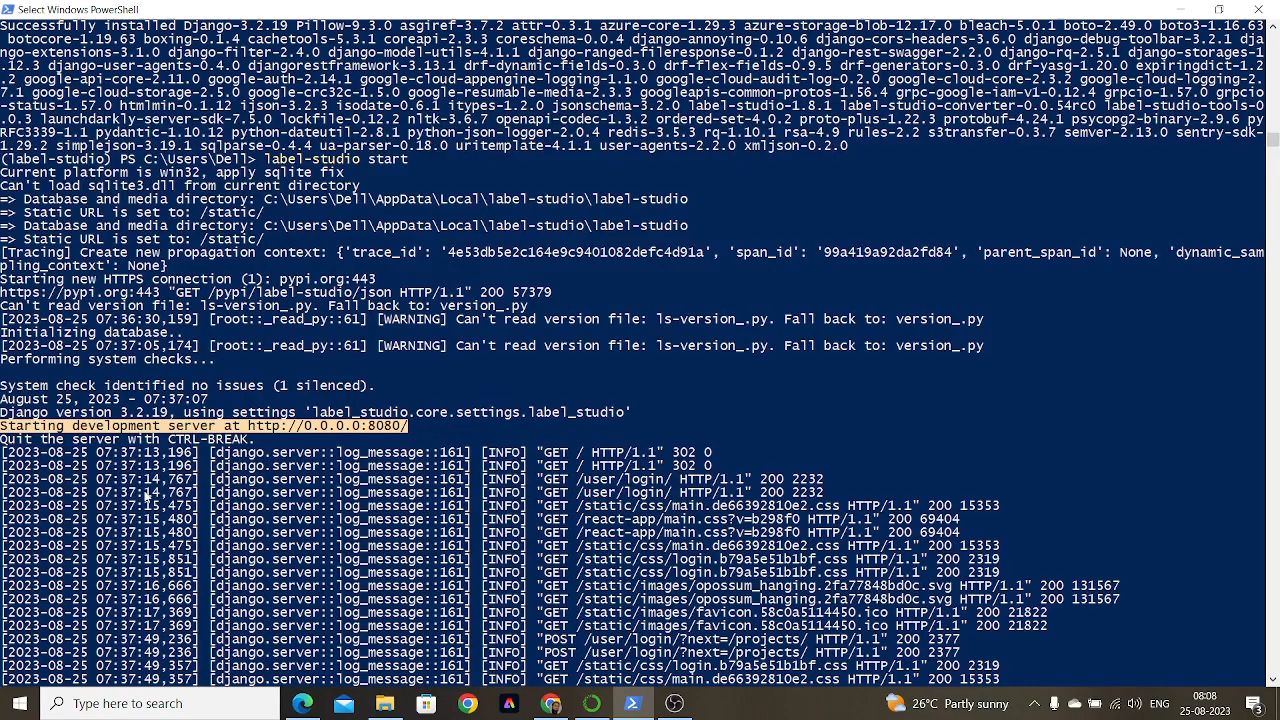 Select Windows PowerShell
Successfully installed Django-3.2.19 Pillow-9.3.0 asgiref-3.7.2 attr-0.3.1 azure-core-1.29.3 azure-storage-blob-12.17.0 bleach-5.0.1 boto-2.49.0 boto3-1.16.63
botocore-1.19.63 boxing-0.1.4 cachetools-5.3.1 coreapi-2.3.3 coreschema-0.0.4 django-annoying-0.10.6 django-cors-headers-3.6.0 django-debug-toolbar-3.2.1 dja
ngo-extensions-3.1.0 django-filter-2.4.0 django-model-utils-4.1.1 django-ranged-fileresponse-0.1.2 django-rest-swagger-2.2.0 django-rq-2.5.1 django-storages-1
.12.3 django-user-agents-0.4.0 djangorestframework-3.13.1 drf-dynamic-fields-0.3.0 drf-flex-fields-0.9.5 drf-generators-0.3.0 drf-yasg-1.20.0 expiringdict-1.2
.2 google-api-core-2.11.0 google-auth-2.14.1 google-cloud-appengine-logging-1.1.0 google-cloud-audit-log-0.2.0 google-cloud-core-2.3.2 google-cloud-logging-2.
7.1 google-cloud-storage-2.5.0 google-crc32c-1.5.0 google-resumable-media-2.3.3 googleapis-common-protos-1.56.4 grpc-google-iam-v1-0.12.4 grpcio-1.57.0 grpcio
-status-1.57.0 htmlmin-0.1.12 ijson-3.2.3 isodate-0.6.1 itypes-1.2.0 jsonschema-3.2.0 label-studio-1.8.1 label-studio-converter-0.0.54rc0 label-studio-tools-0
.0.3 launchdarkly-server-sdk-7.5.0 lockfile-0.12.2 nltk-3.6.7 openapi-codec-1.3.2 ordered-set-4.0.2 proto-plus-1.22.3 protobuf-4.24.1 psycopg2-binary-2.9.6 py
RFC3339-1.1 pydantic-1.10.12 python-dateutil-2.8.1 python-json-logger-2.0.4 redis-3.5.3 rq-1.10.1 rsa-4.9 rules-2.2 s3transfer-0.3.7 semver-2.13.0 sentry-sdk-
1.29.2 simplejson-3.19.1 sqlparse-0.4.4 ua-parser-0.18.0 uritemplate-4.1.1 user-agents-2.2.0 xmljson-0.2.0
(label-studio) PS C:\Users\Dell> label-studio start
Current platform is win32, apply sqlite fix
Can't load sqlite3.dll from current directory
=> Database and media directory: C:\Users\Dell\AppData\Local\label-studio\label-studio
=> Static URL is set to: /static/
=> Database and media directory: C:\Users\Dell\AppData\Local\label-studio\label-studio
=> Static URL is set to: /static/
[Tracing] Create new propagation context: {'trace_id': '4e53db5e2c164e9c9401082defc4d91a', 'span_id': '99a419a92da2fd84', 'parent_span_id': None, 'dynamic_sam
pling_context': None}
Starting new HTTPS connection (1): pypi.org:443
https://pypi.org:443 "GET /pypi/label-studio/json HTTP/1.1" 200 57379
Can't read version file: ls-version_.py. Fall back to: version_.py
[2023-08-25 07:36:30,159] [root::_read_py::61] [WARNING] Can't read version file: ls-version_.py. Fall back to: version_.py
Initializing database..
[2023-08-25 07:37:05,174] [root::_read_py::61] [WARNING] Can't read version file: ls-version_.py. Fall back to: version_.py
Performing system checks...
System check identified no issues (1 silenced).
August 25, 2023 - 07:37:07
Django version 3.2.19, using settings 'label_studio.core.settings.label_studio'
Starting development server at http://0.0.0.0:8080/
Quit the server with CTRL-BREAK.
[2023-08-25 07:37:13,196] [django.server::log_message::161] [INFO] "GET / HTTP/1.1" 302 0
[2023-08-25 07:37:13,196] [django.server::log_message::161] [INFO] "GET / HTTP/1.1" 302 0
[2023-08-25 07:37:14,767] [django.server::log_message::161] [INFO] "GET /user/login/ HTTP/1.1" 200 2232
[2023-08-25 07:37:14,767] [django.server::log_message::161] [INFO] "GET /user/login/ HTTP/1.1" 200 2232
[2023-08-25 07:37:15,475] [django.server::log_message::161] [INFO] "GET /static/css/main.de66392810e2.css HTTP/1.1" 200 15353
[2023-08-25 07:37:15,480] [django.server::log_message::161] [INFO] "GET /react-app/main.css?v=b298f0 HTTP/1.1" 200 69404
[2023-08-25 07:37:15,480] [django.server::log_message::161] [INFO] "GET /react-app/main.css?v=b298f0 HTTP/1.1" 200 69404
[2023-08-25 07:37:15,475] [django.server::log_message::161] [INFO] "GET /static/css/main.de66392810e2.css HTTP/1.1" 200 15353
[2023-08-25 07:37:15,851] [django.server::log_message::161] [INFO] "GET /static/css/login.b79a5e51b1bf.css HTTP/1.1" 200 2319
[2023-08-25 07:37:15,851] [django.server::log_message::161] [INFO] "GET /static/css/login.b79a5e51b1bf.css HTTP/1.1" 200 2319
[2023-08-25 07:37:16,666] [django.server::log_message::161] [INFO] "GET /static/images/opossum_hanging.2fa77848bd0c.svg HTTP/1.1" 200 131567
[2023-08-25 07:37:16,666] [django.server::log_message::161] [INFO] "GET /static/images/opossum_hanging.2fa77848bd0c.svg HTTP/1.1" 200 131567
[2023-08-25 07:37:17,369] [django.server::log_message::161] [INFO] "GET /static/images/favicon.58c0a5114450.ico HTTP/1.1" 200 21822
[2023-08-25 07:37:17,369] [django.server::log_message::161] [INFO] "GET /static/images/favicon.58c0a5114450.ico HTTP/1.1" 200 21822
[2023-08-25 07:37:49,236] [django.server::log_message::161] [INFO] "POST /user/login/?next=/projects/ HTTP/1.1" 200 2377
[2023-08-25 07:37:49,236] [django.server::log_message::161] [INFO] "POST /user/login/?next=/projects/ HTTP/1.1" 200 2377
[2023-08-25 07:37:49,357] [django.server::log_message::161] [INFO] "GET /static/css/login.b79a5e51b1bf.css HTTP/1.1" 200 2319
[2023-08-25 07:37:49,357] [django.server::log_message::161] [INFO] "GET /static/css/main.de66392810e2.css HTTP/1.1" 200 15353
Type here to search
26°C Partly sunny
ENG
08:08
25-08-2023
3